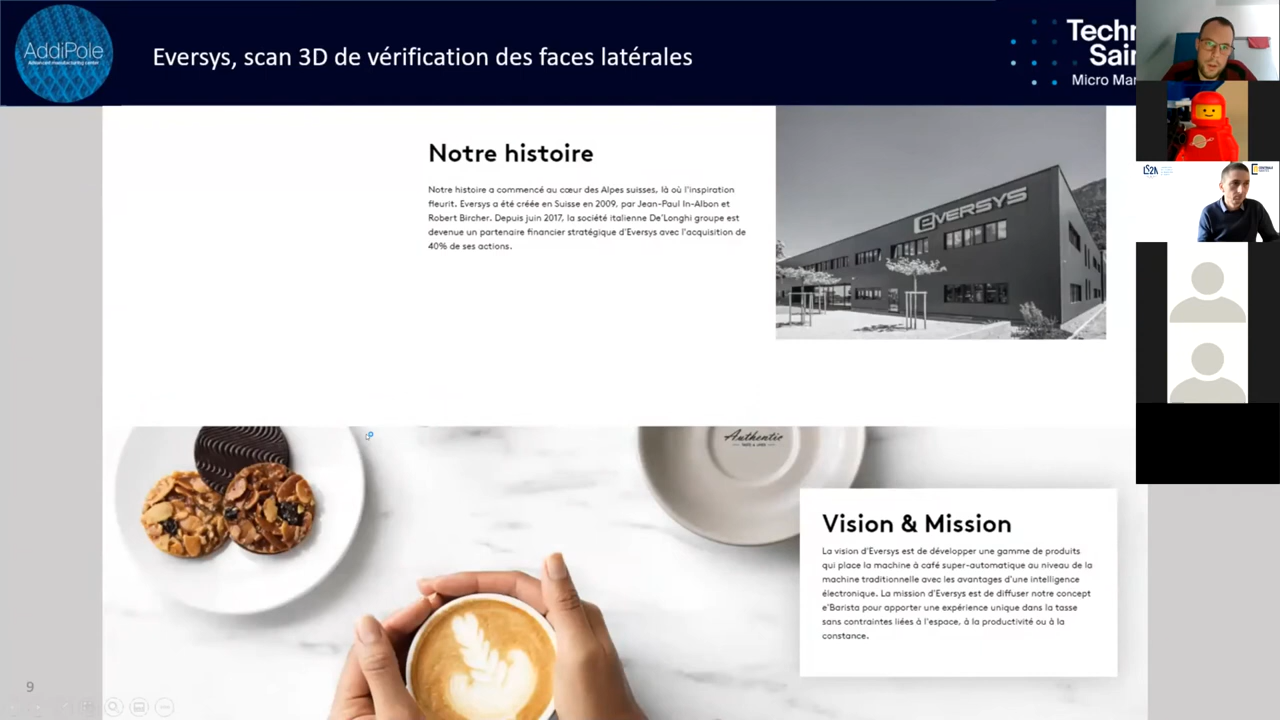 AddiPole
Advanced manufacturing center
Eversys, scan 3D de vérification des faces latérales
Techn
Sain
Micro Man
Notre histoire
Notre histoire a commencé au cœur des Alpes suisses, là où l'inspiration
fleurit. Eversys a été créée en Suisse en 2009, par Jean-Paul In-Albon et
Robert Bircher. Depuis juin 2017, la société italienne De'Longhi groupe est
devenue un partenaire financier stratégique d'Eversys avec l'acquisition de
40% de ses actions.
eVERSYS
LS2N
CENTRALE
Authentic
Vision & Mission
La vision d'Eversys est de développer une gamme de produits
qui place la machine à café super-automatique au niveau de la
machine traditionnelle avec les avantages d'une intelligence
électronique. La mission d'Eversys est de diffuser notre concept
e'Barista pour apporter une expérience unique dans la tasse
sans contraintes liées à l'espace, à la productivité ou à la
constance.
9